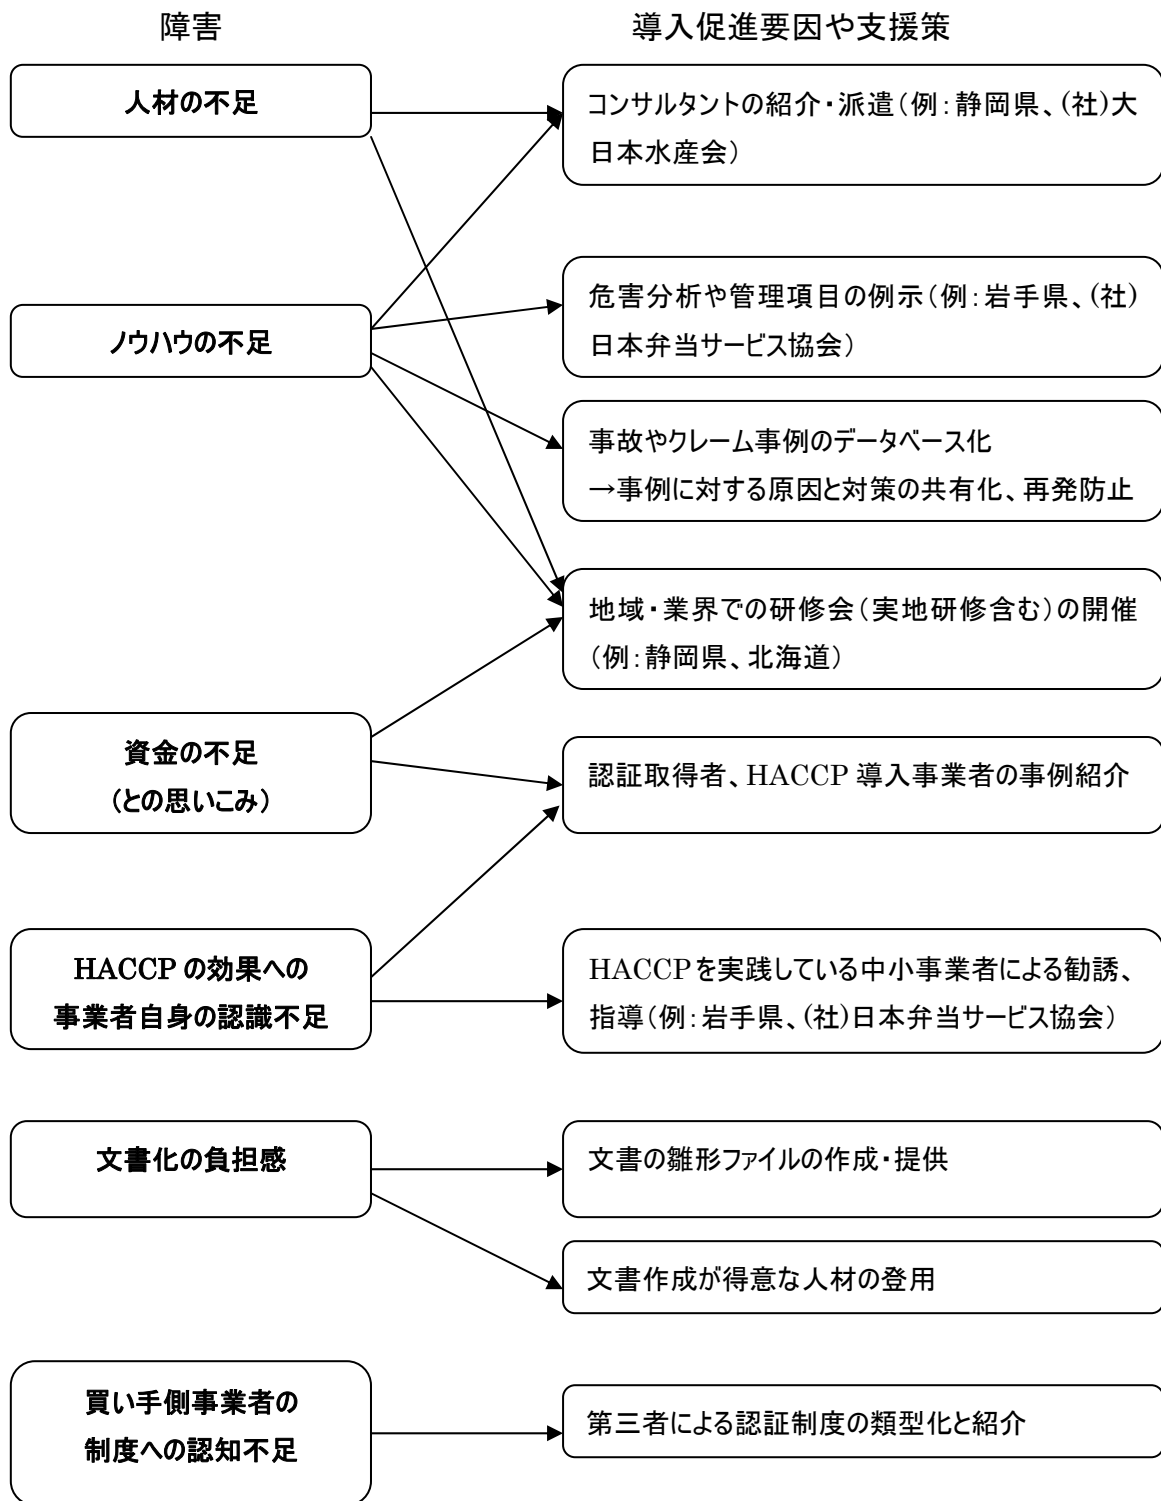 障害
導入促進要因や支援策
人材の不足
コンサルタントの紹介・派遣（例：静岡県、(社)大
日本水産会）
ノウハウの不足
危害分析や管理項目の例示（例：岩手県、(社)
日本弁当サービス協会）
事故やクレーム事例のデータベース化
→事例に対する原因と対策の共有化、再発防止
地域・業界での研修会（実地研修含む）の開催
（例：静岡県、北海道）
資金の不足
（との思いこみ）
認証取得者、HACCP 導入事業者の事例紹介
HACCP の効果への
事業者自身の認識不足
HACCP を実践している中小事業者による勧誘、
指導（例：岩手県、(社)日本弁当サービス協会）
文書化の負担感
文書の雛形ファイルの作成・提供
文書作成が得意な人材の登用
買い手側事業者の
制度への認知不足
第三者による認証制度の類型化と紹介